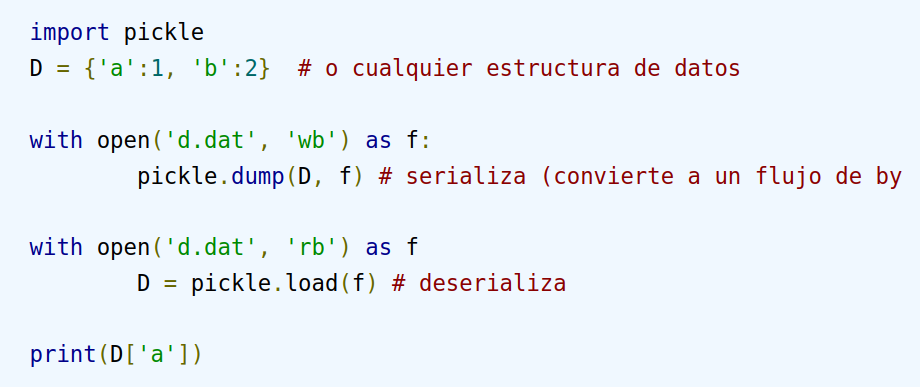 import pickle
D = {'a':1, 'b':2}  # o cualquier estructura de datos
with open('d.dat', 'wb') as f:
        pickle.dump(D, f) # serializa (convierte a un flujo de by
with open('d.dat', 'rb') as f
        D = pickle.load(f) # deserializa
print(D['a'])